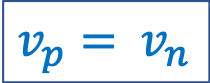 v_p = v_n